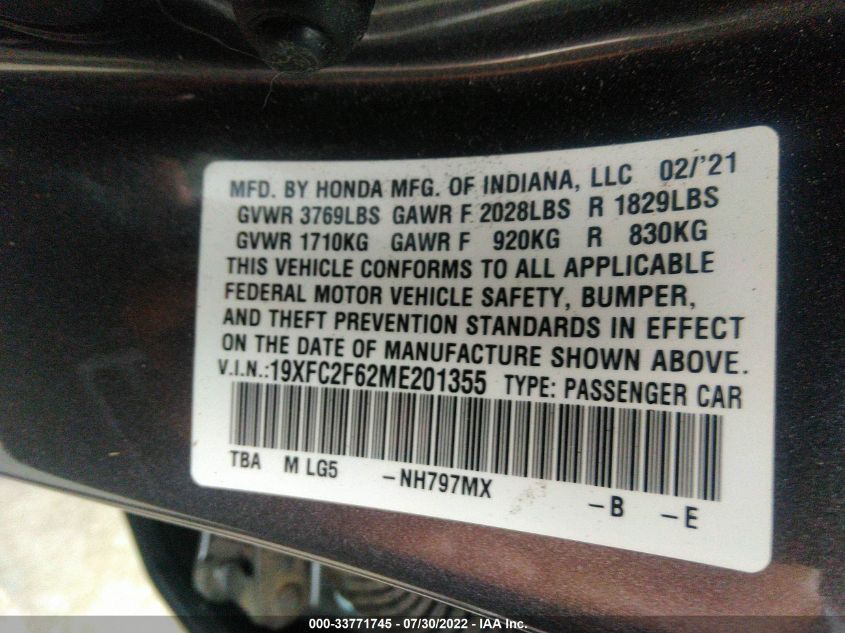 MFD. BY HONDA MFG. OF INDIANA, LLC 02/'21
GVWR 3769LBS GAWR F 2028LBS R 1829LBS
GVWR 1710KG GAWR F 920KG R 830KG
THIS VEHICLE CONFORMS TO ALL APPLICABLE
FEDERAL MOTOR VEHICLE SAFETY, BUMPER,
AND THEFT PREVENTION STANDARDS IN EFFECT
ON THE DATE OF MANUFACTURE SHOWN ABOVE.
V.I.N.:19XFC2F62ME201355 TYPE: PASSENGER CAR
TBA M LG5 -NH797MX -B -E
000-33771745 - 07/30/2022 - IAA Inc.